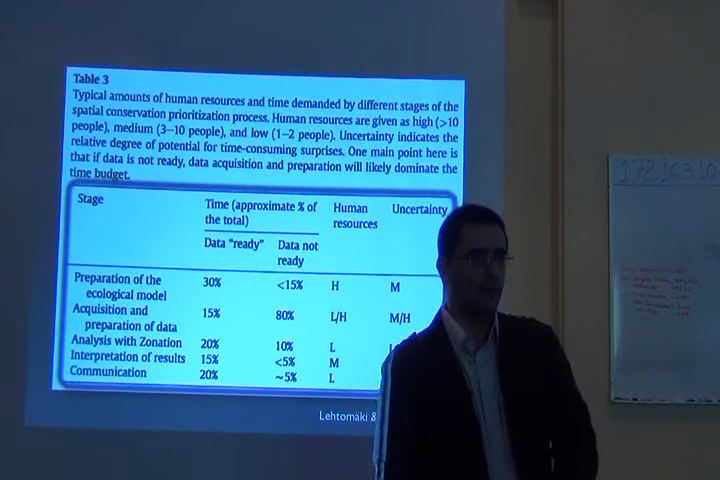 Table 3
Typical amounts of human resources and time demanded by different stages of the
spatial conservation prioritization process. Human resources are given as high (>10
people), medium (3–10 people), and low (1–2 people). Uncertainty indicates the
relative degree of potential for time-consuming surprises. One main point here is
that if data is not ready, data acquisition and preparation will likely dominate the
time budget.
Stage Time (approximate % of the total) Human resources Uncertainty
Data "ready" Data not ready
Preparation of the ecological model 30% <15% H M
Acquisition and preparation of data 15% 80% L/H M/H
Analysis with Zonation 20% 10% L
Interpretation of results 15% <5% M
Communication 20% ~5% L
Lehtomäki &